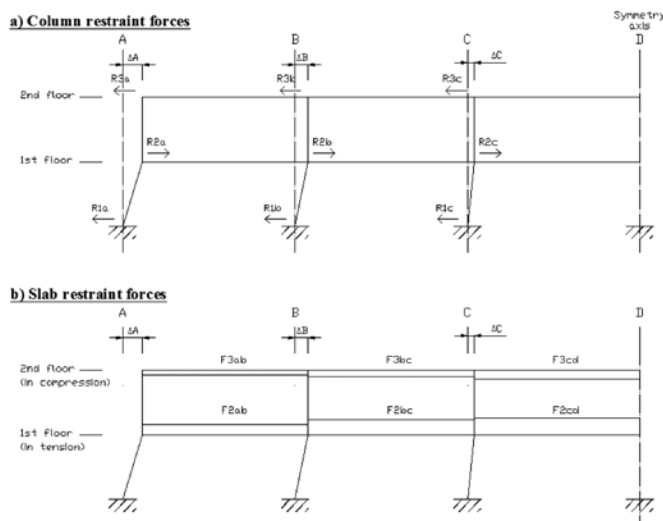 a) Column restraint forces
Symmetry
axis
A B C D
ΔA ΔB ΔC
R3a R3b R3c
2nd floor
R2a R2b R2c
1st floor
R1a R1b R1c
b) Slab restraint forces
A B C D
ΔA ΔB ΔC
F3ab F3bc F3cd
2nd floor
(in compression)
F2ab F2bc F2cd
1st floor
(in tension)